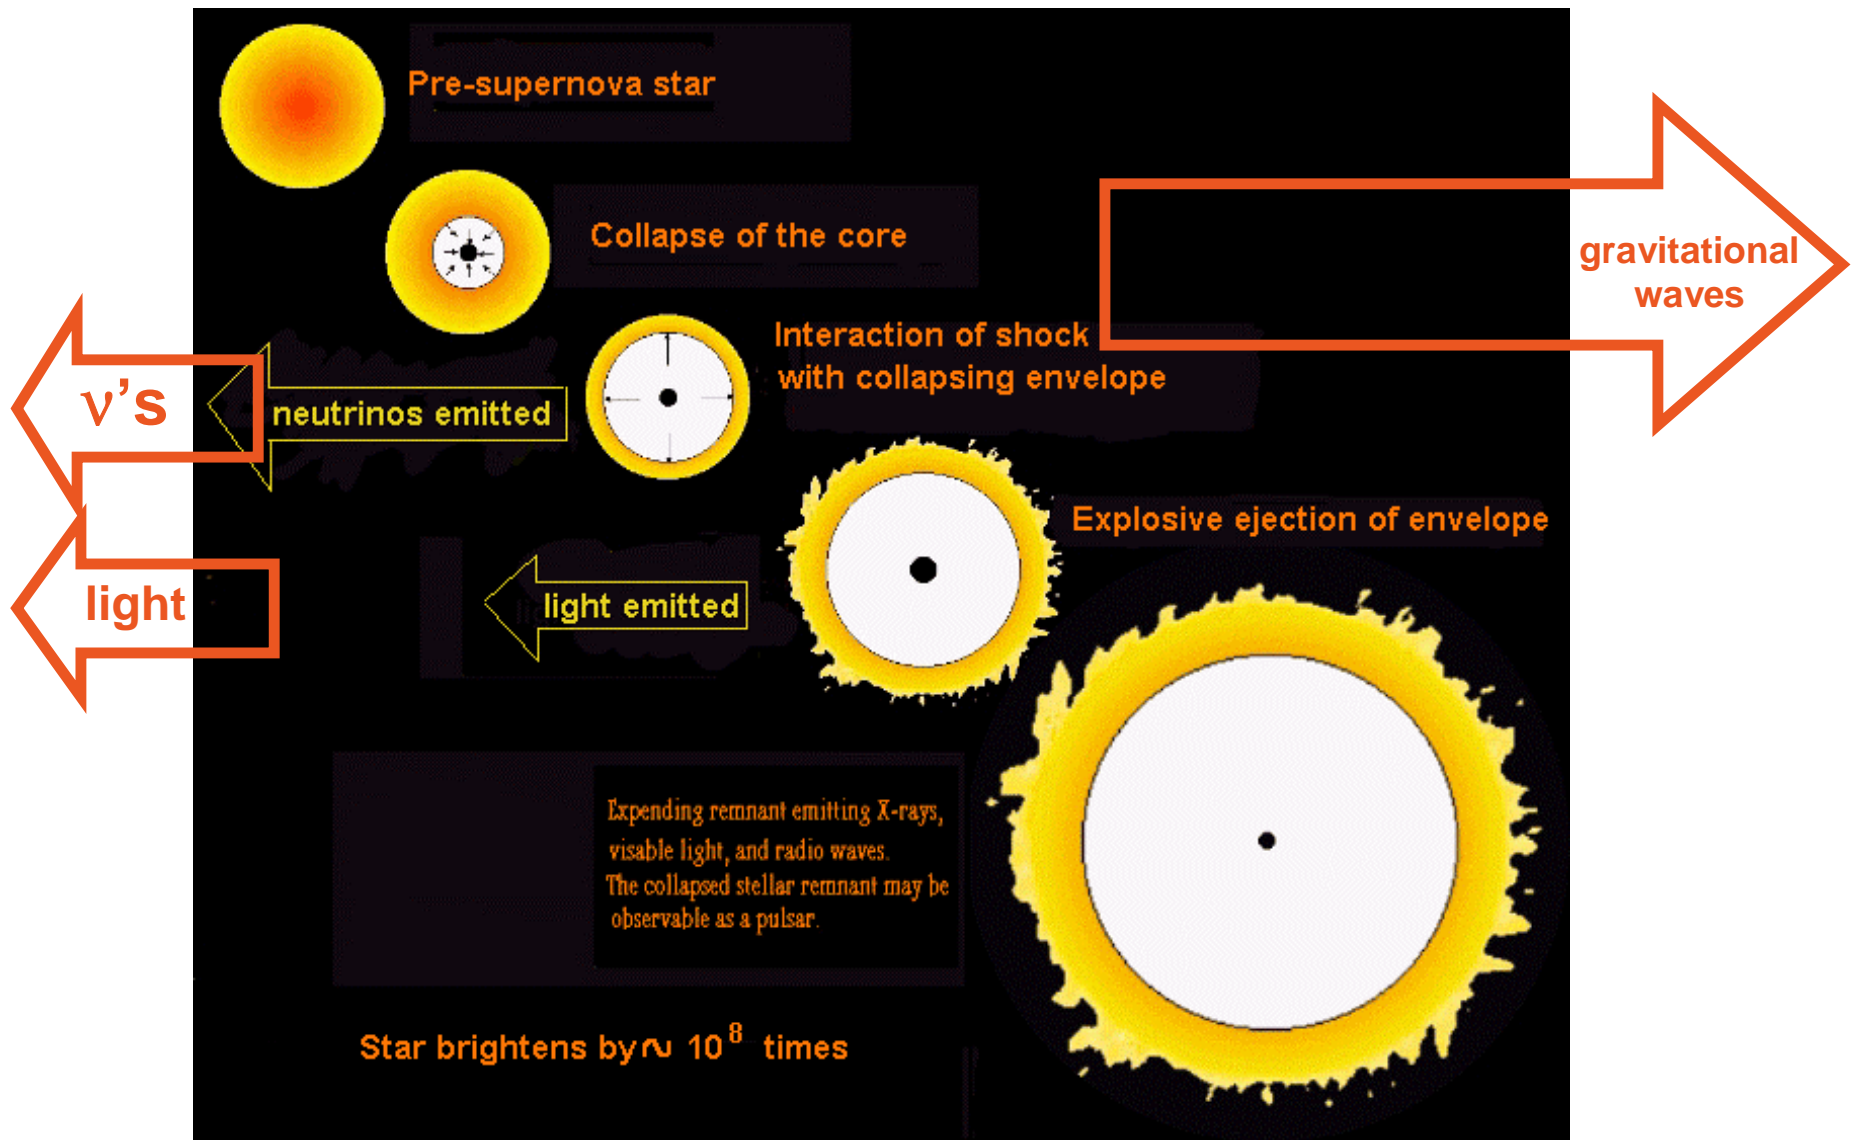 Pre-supernova star
Collapse of the core
gravitational
waves
Interaction of shock
with collapsing envelope
ν’s
neutrinos emitted
Explosive ejection of envelope
light
light emitted
Expending remnant emitting X-rays,
visable light, and radio waves.
The collapsed stellar remnant may be
observable as a pulsar.
Star brightens by ~ 10⁸ times